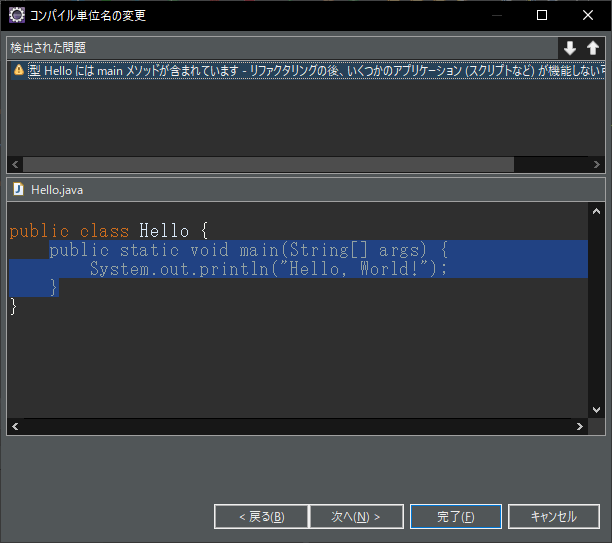 コンパイル単位名の変更
検出された問題
型 Hello には main メソッドが含まれています - リファクタリングの後、いくつかのアプリケーション (スクリプトなど) が機能しない
Hello.java
public class Hello {
    public static void main(String[] args) {
        System.out.println("Hello, World!");
    }
}
< 戻る(B)
次へ(N) >
完了(F)
キャンセル